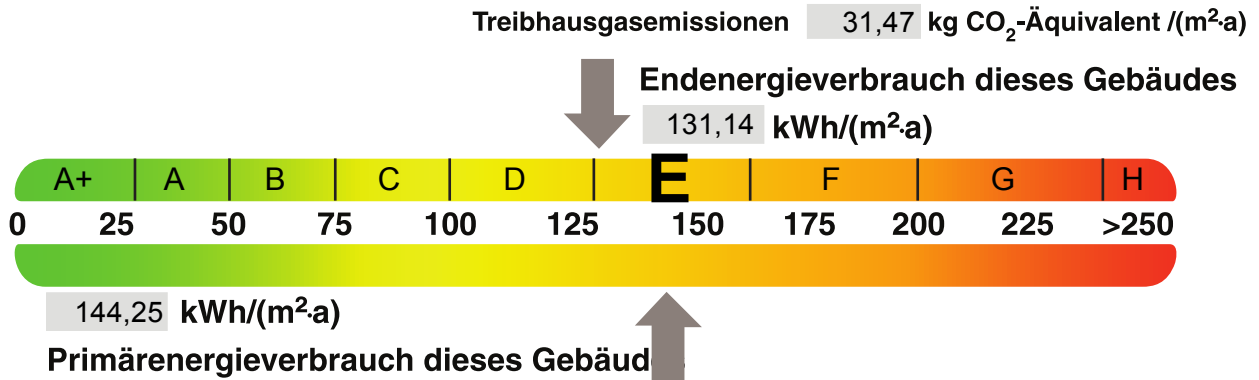 Treibhausgasemissionen 31,47 kg CO₂-Äquivalent /(m²·a)
Endenergieverbrauch dieses Gebäudes
131,14 kWh/(m²·a)
A+ A B C D E F G H
0 25 50 75 100 125 150 175 200 225 >250
144,25 kWh/(m²·a)
Primärenergieverbrauch dieses